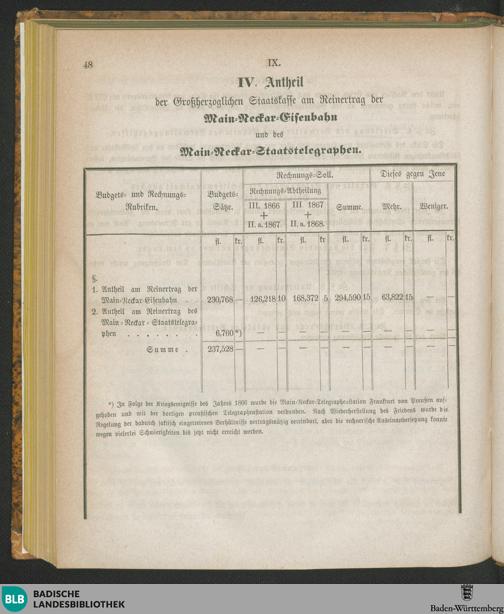 48
IX.
IV. Antheil
der Großherzoglichen Staatskasse am Reinertrag der
Main-Neckar-Eisenbahn
und des
Main-Neckar-Staatstelegraphen.
Budgets- und Rechnungs-Rubriken.
Budgets-Sätze.
Rechnungs-Soll.
Dieses gegen Jene
Rechnungs-Abtheilung
III. 1866 + II. a. 1867.
III. 1867 + II. a. 1868.
Summe.
Mehr.
Weniger.
fl. kr. fl. kr. fl. kr. fl. kr. fl. kr. fl. kr.
§.
1. Antheil am Reinertrag der
Main-Neckar-Eisenbahn . . 230,768 — 126,218 10 168,372 5 294,590 15 63,822 15 — —
2. Antheil am Reinertrag des
Main-Neckar-Staatstelegra-
phen . . . . . . . 6,760 *) — — — — — — — — — —
Summe . 237,528 — — — — — — — — — — —
*) In Folge der Kriegsereignisse des Jahres 1866 wurde die Main-Neckar-Telegraphenstation Frankfurt von Preußen auf-
gehoben und mit der dortigen preußischen Telegraphenstation verbunden. Nach Wiederherstellung des Friedens wurde die
Regelung der dadurch faktisch eingetretenen Verhältnisse vertragsmäßig vereinbart, aber die rechnerische Auseinandersetzung konnte
wegen vielerlei Schwierigkeiten bis jetzt nicht erreicht werden.
BLB
BADISCHE
LANDESBIBLIOTHEK
Baden-Württemberg